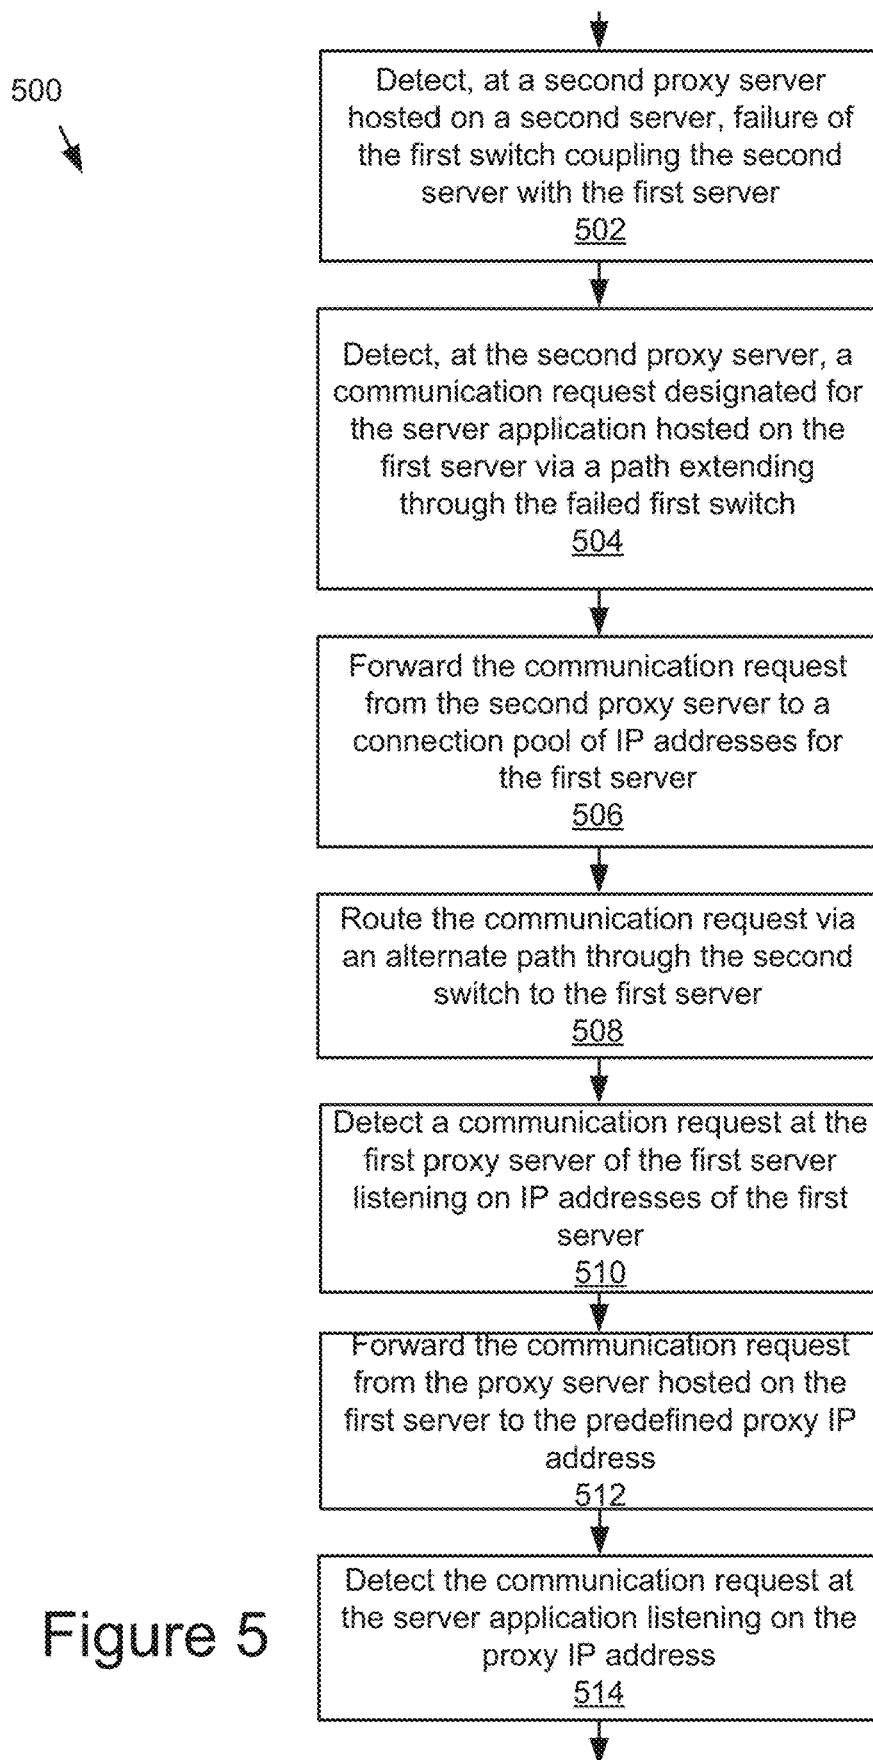 500
Detect, at a second proxy server
hosted on a second server, failure of
the first switch coupling the second
server with the first server
502
Detect, at the second proxy server, a
communication request designated for
the server application hosted on the
first server via a path extending
through the failed first switch
504
Forward the communication request
from the second proxy server to a
connection pool of IP addresses for
the first server
506
Route the communication request via
an alternate path through the second
switch to the first server
508
Detect a communication request at the
first proxy server of the first server
listening on IP addresses of the first
server
510
Forward the communication request
from the proxy server hosted on the
first server to the predefined proxy IP
address
512
Detect the communication request at
the server application listening on the
proxy IP address
514
Figure 5